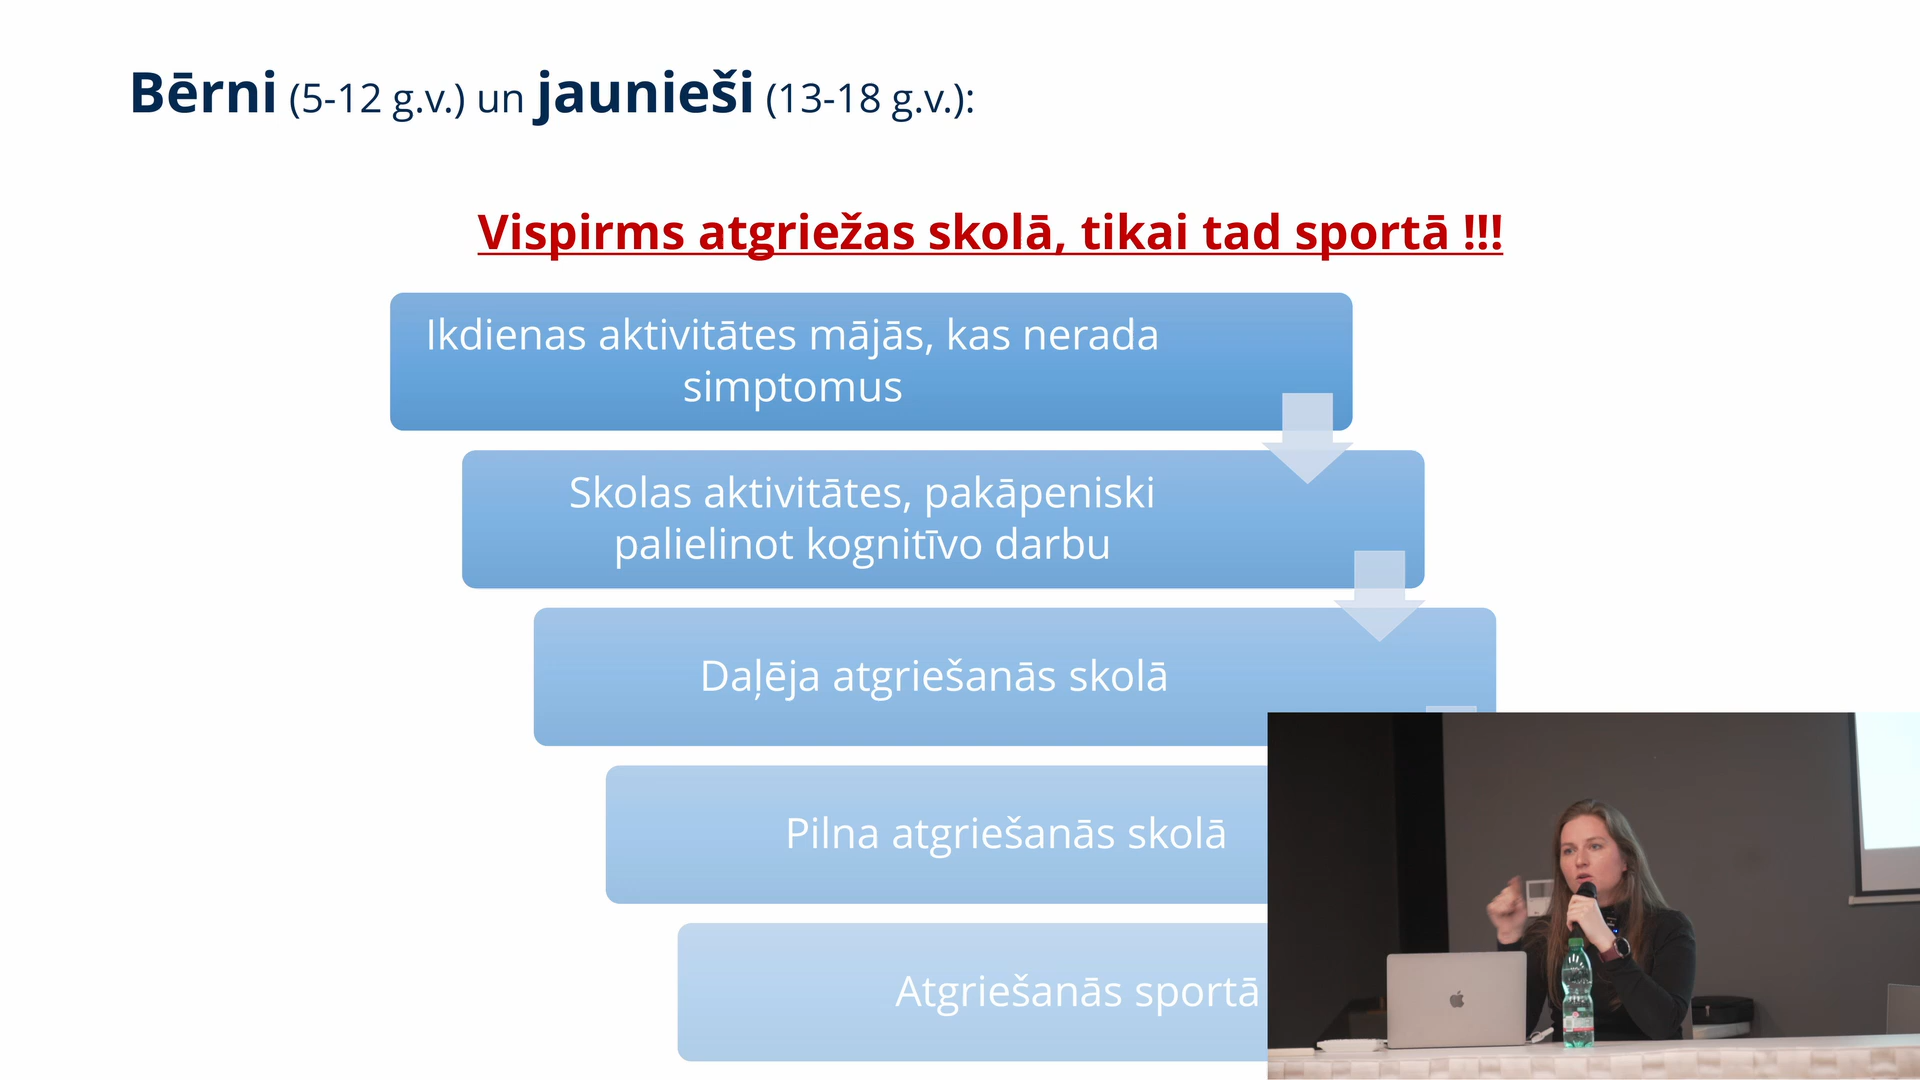 Bērni (5-12 g.v.) un jaunieši (13-18 g.v.):
Vispirms atgriežas skolā, tikai tad sportā !!!
Ikdienas aktivitātes mājās, kas nerada
simptomus
Skolas aktivitātes, pakāpeniski
palielinot kognitīvo darbu
Daļēja atgriešanās skolā
Pilna atgriešanās skolā
Atgriešanās sportā